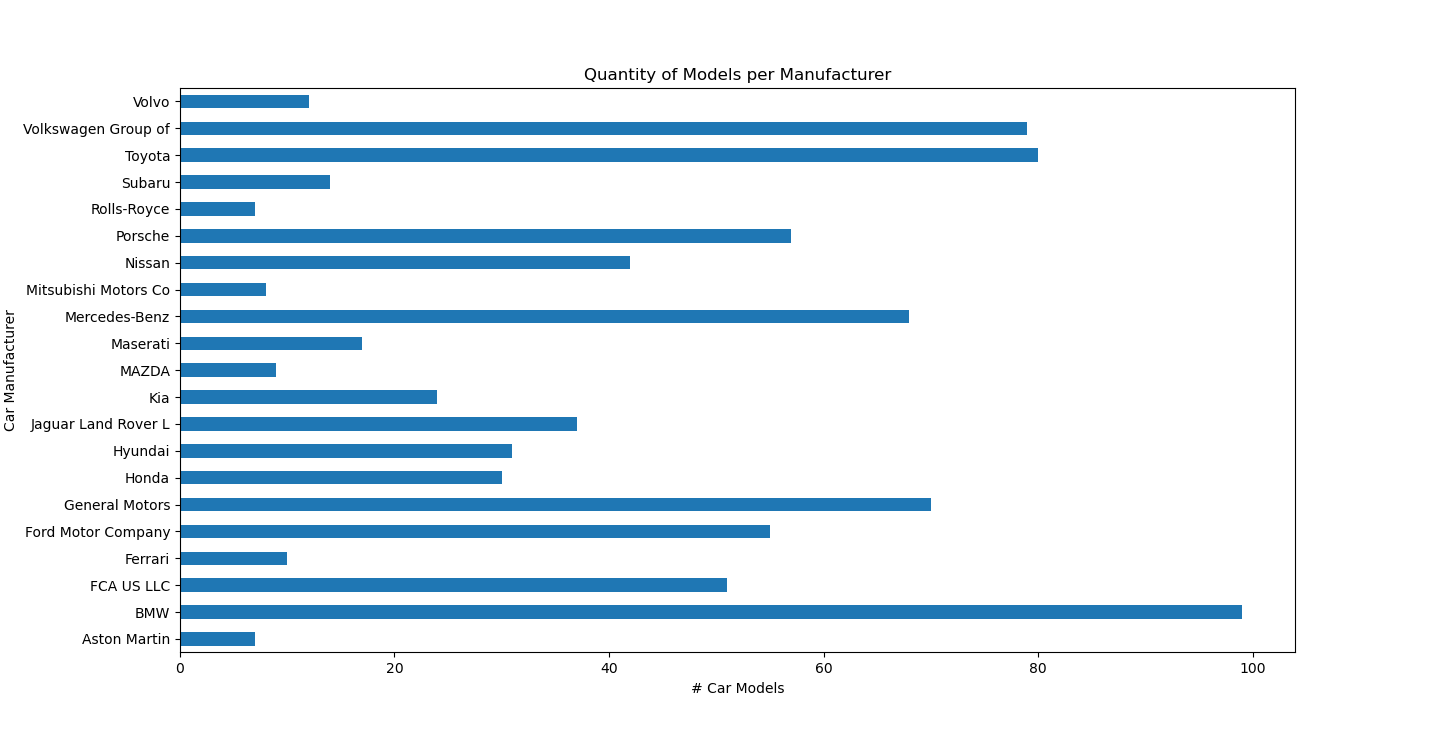 Quantity of Models per Manufacturer
Car Manufacturer
Volvo
Volkswagen Group of
Toyota
Subaru
Rolls-Royce
Porsche
Nissan
Mitsubishi Motors Co
Mercedes-Benz
Maserati
MAZDA
Kia
Jaguar Land Rover L
Hyundai
Honda
General Motors
Ford Motor Company
Ferrari
FCA US LLC
BMW
Aston Martin
0 20 40 60 80 100
# Car Models